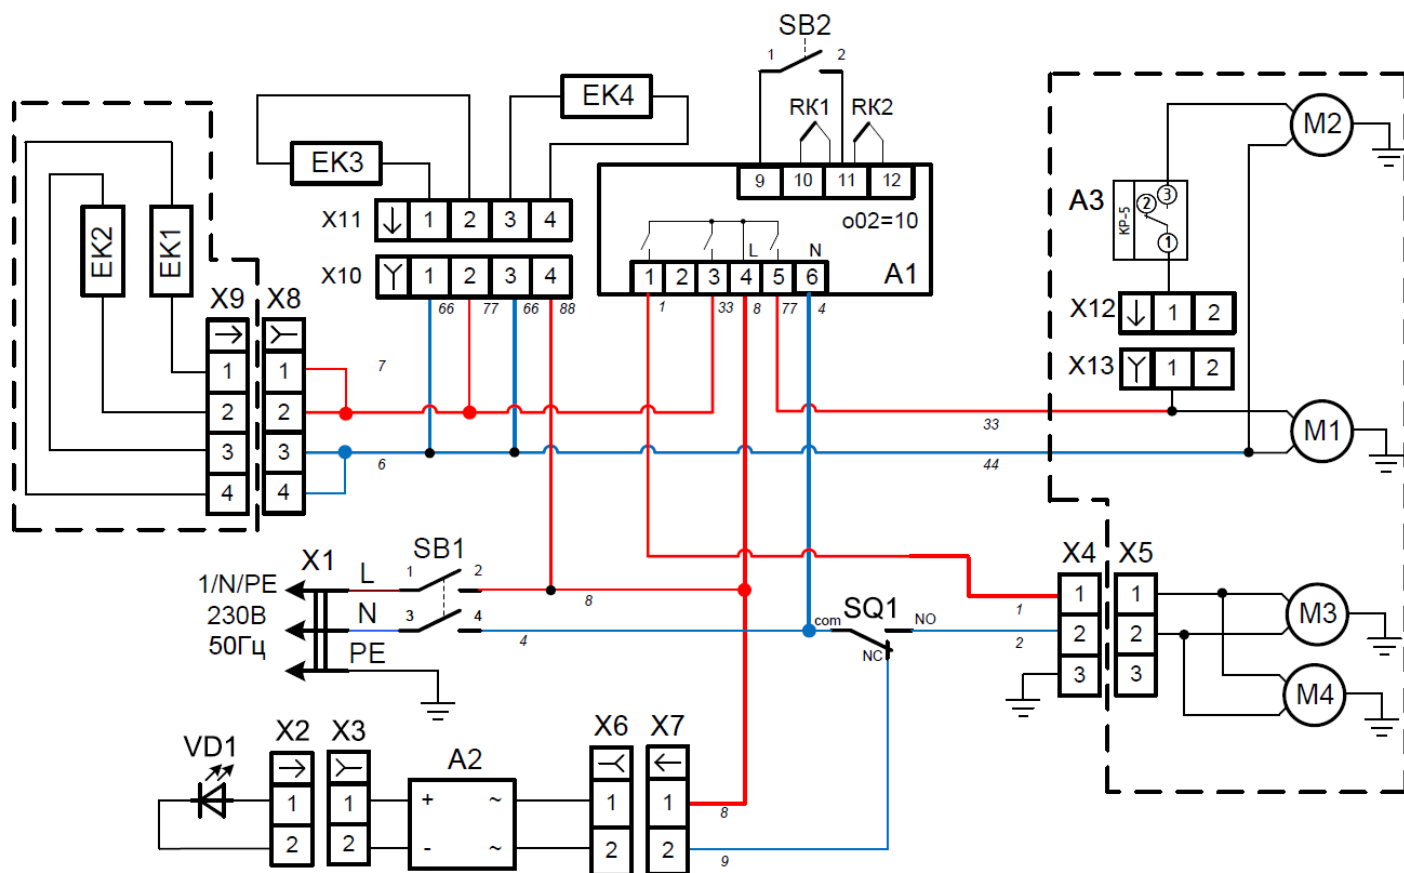 SB2
1 2
EK4
RK1 RK2
M2
EK3
9 10 11 12
A3
3
2
1
KP-5
X11 1 2 3 4
o02=10
EK2 EK1
L N
X10 1 2 3 4
1 2 3 4 5 6 A1
66 77 66 88
1 33 8 77 4
X9 X8
X12 1 2
X13 1 2
7
1 1
2 2
33
M1
3 3
6
44
4 4
X1 L SB1
1 2
X4 X5
1/N/PE
230В
50Гц
N
3 4
PE
8
4
SQ1
com NO
NC
1
2
1 1
2 2
3 3
M3
M4
VD1 X2 X3 A2 X6 X7
1 1 + ~ 1 1
8
2 2 - ~ 2 2
9